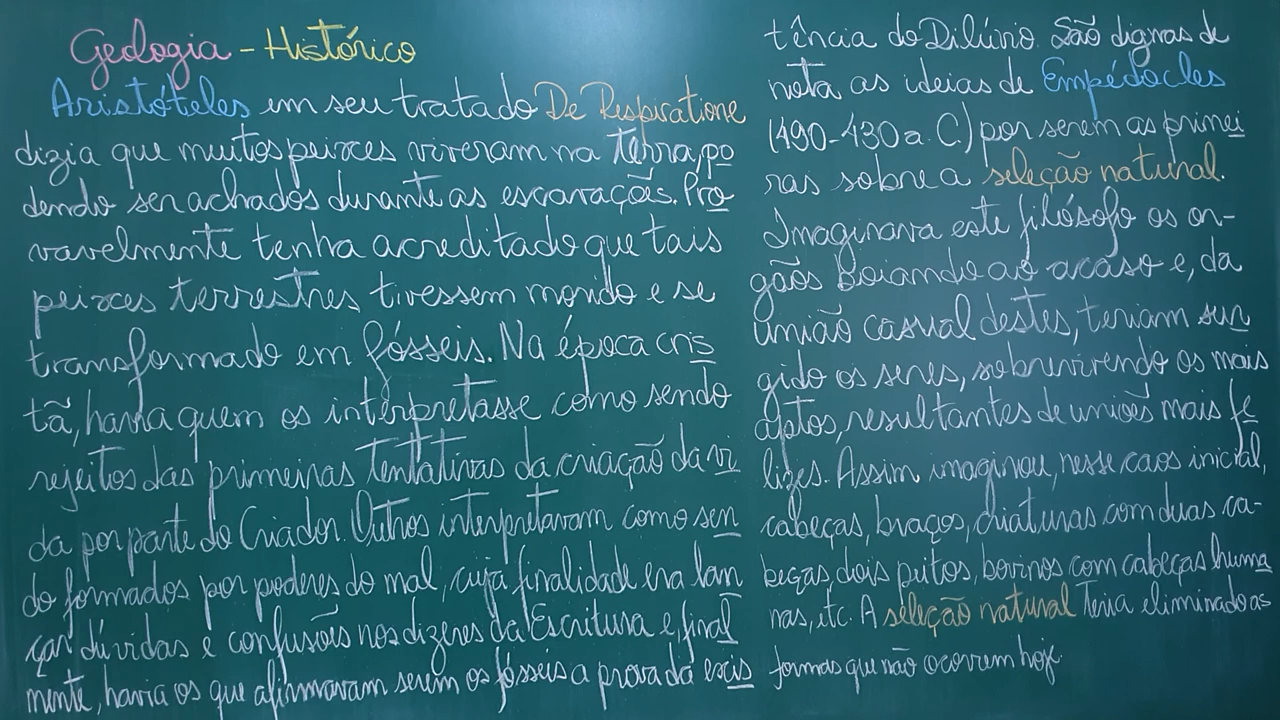 Geologia - Histórico
Aristóteles em seu tratado De Respiratione
dizia que muitos peixes viveram na Terra, po
dendo ser achados durante as escavações. Pro
vavelmente tenha acreditado que tais
peixes terrestres tivessem morrido e se
transformado em fósseis. Na época cris
tã, havia quem os interpretasse como sendo
rejeitos das primeiras tentativas da criação da vi
da por parte do Criador. Outros interpretavam como sen
do formados por poderes do mal, cuja finalidade era lan
çar dúvidas e confusões nos dizeres da Escritura e, final
mente, havia os que afirmavam serem os fósseis a prova da exis
tência do Dilúvio. São dignas de
nota as ideias de Empédocles
(490-430 a. C.) por serem as primei
ras sobre a seleção natural.
Imaginava este filósofo os ór-
gãos boiando ao acaso e, da
união casual destes, teriam sur
gido os seres, sobrevivendo os mais
aptos, resultantes de uniões mais fe
lizes. Assim imaginou, nesse caos inicial,
cabeças, braços, criaturas com duas ca-
beças, dois peitos, bovinos com cabeças huma
nas, etc. A seleção natural teria eliminado as
formas que não ocorrem hoje.